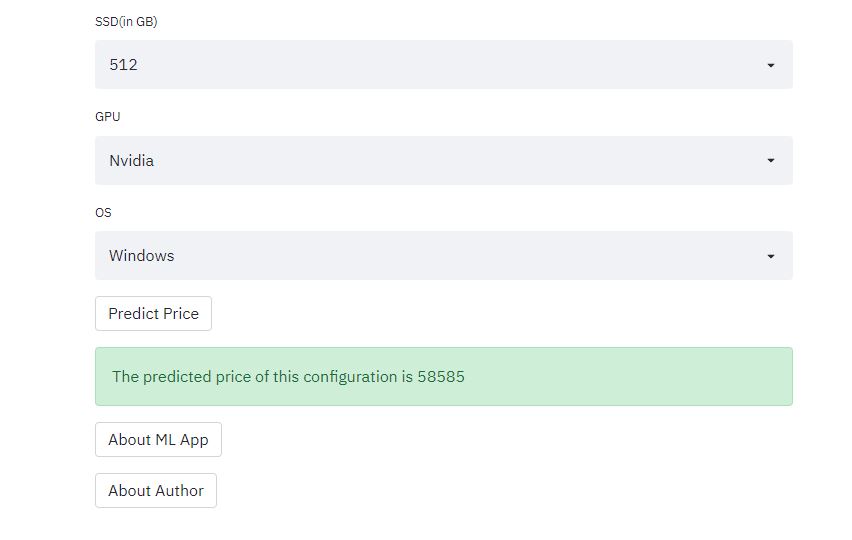 SSD(in GB)
512
GPU
Nvidia
OS
Windows
Predict Price
The predicted price of this configuration is 58585
About ML App
About Author